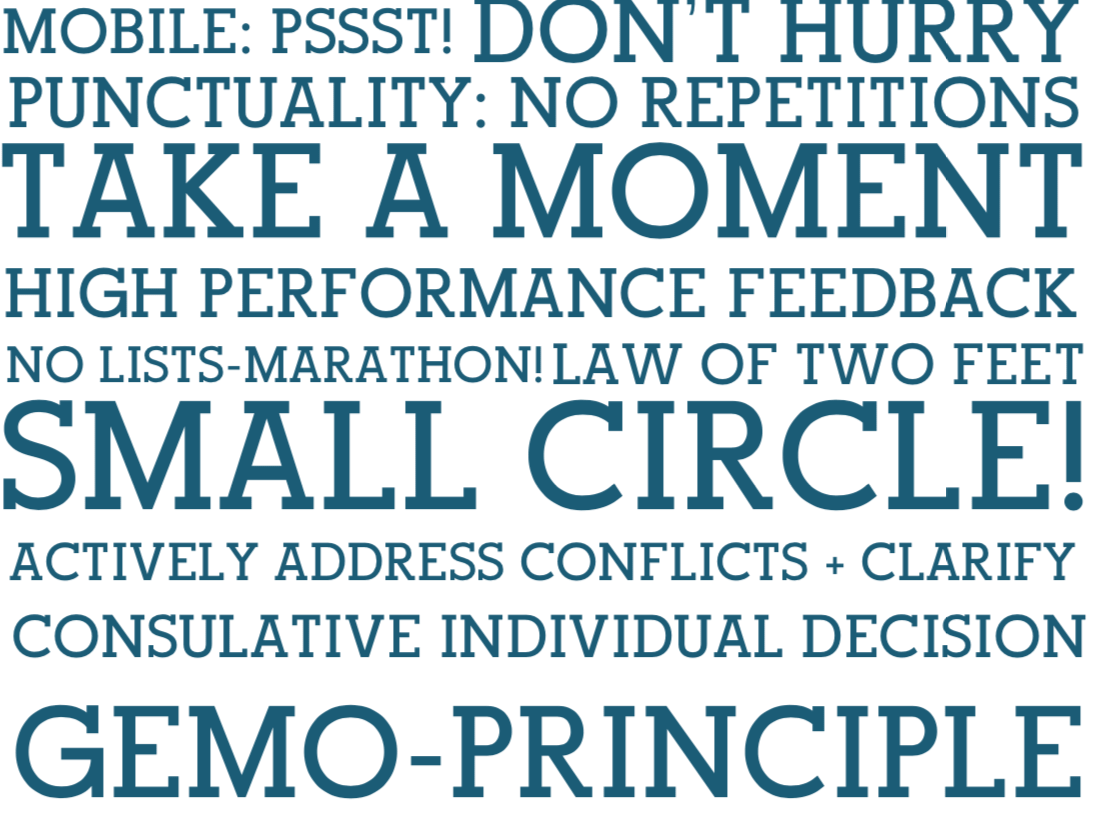 MOBILE: PSSST! DON'T HURRY
PUNCTUALITY: NO REPETITIONS
TAKE A MOMENT
HIGH PERFORMANCE FEEDBACK
NO LISTS-MARATHON! LAW OF TWO FEET
SMALL CIRCLE!
ACTIVELY ADDRESS CONFLICTS + CLARIFY
CONSULATIVE INDIVIDUAL DECISION
GEMO-PRINCIPLE